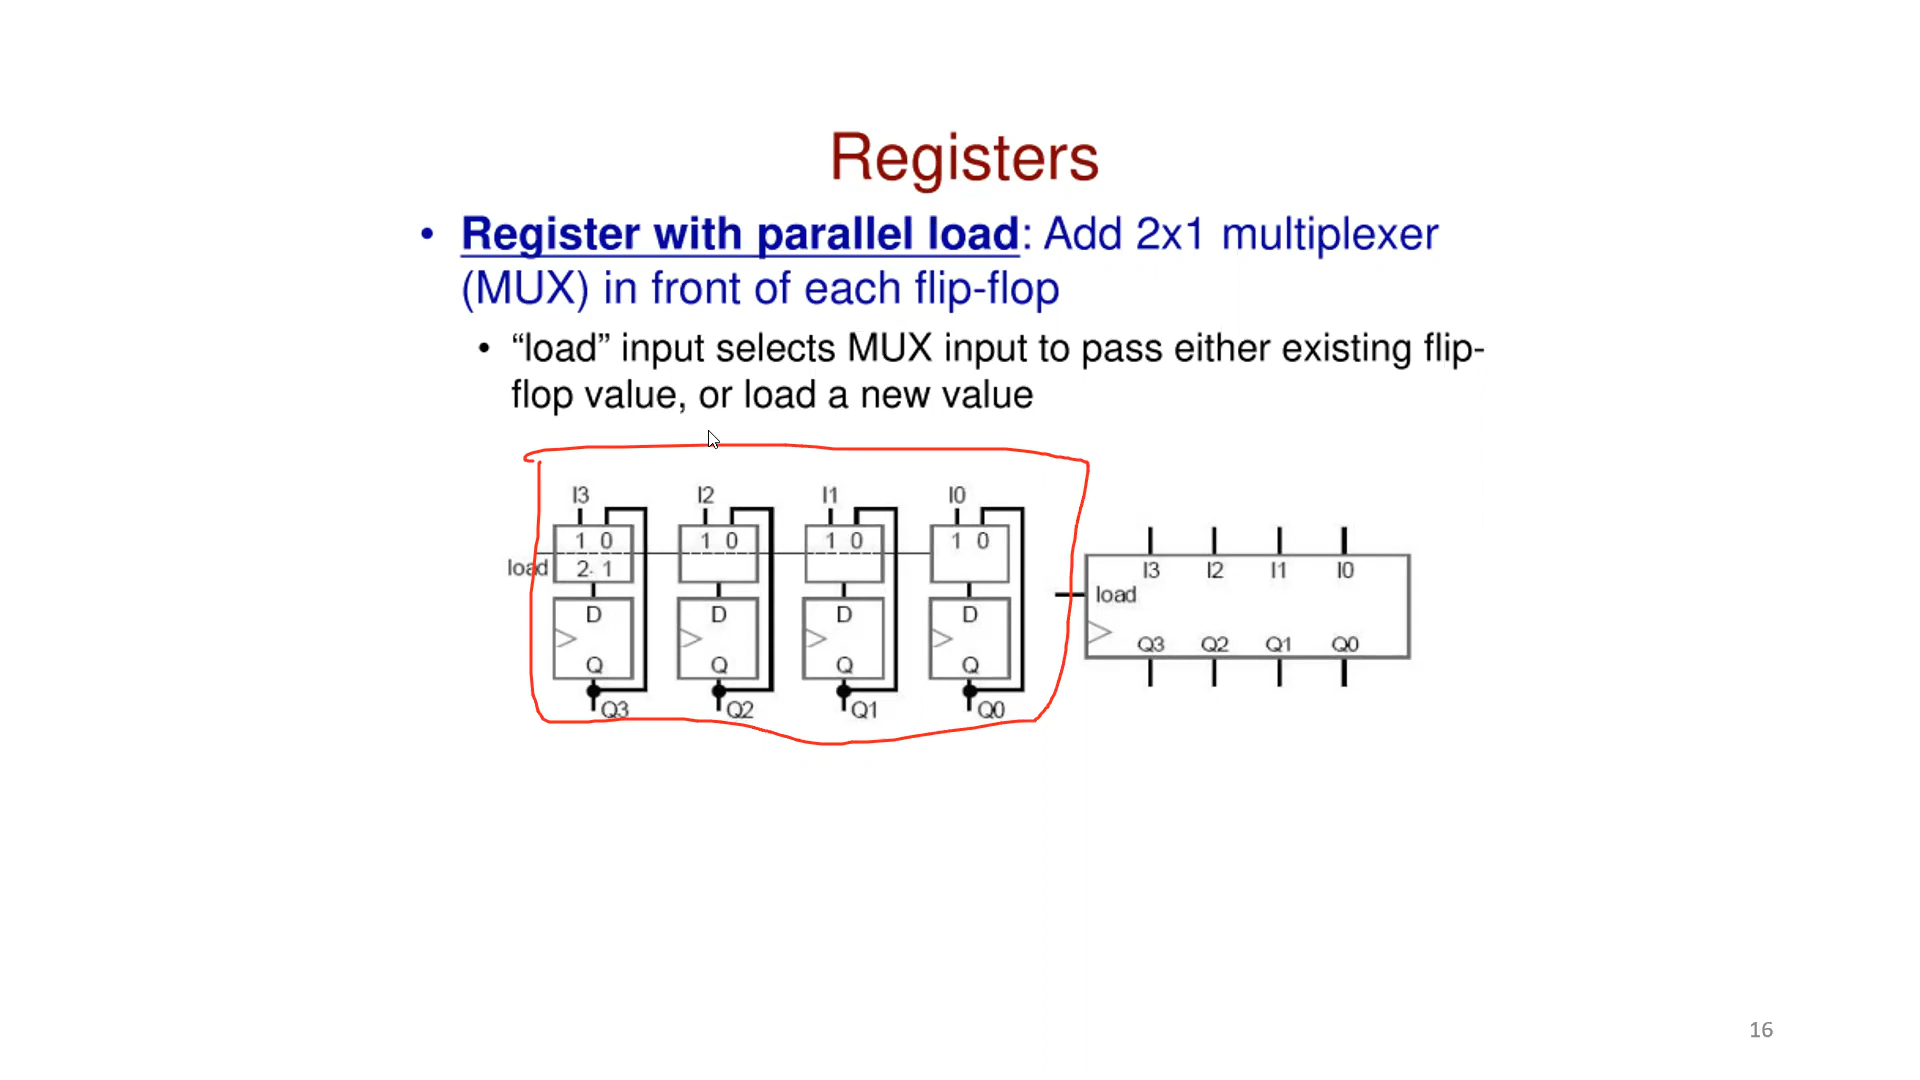 Registers
• Register with parallel load: Add 2x1 multiplexer
(MUX) in front of each flip-flop
• “load” input selects MUX input to pass either existing flip-
flop value, or load a new value
I3 I2 I1 I0
1 0 1 0 1 0 1 0
load 2· 1
D D D D
Q Q Q Q
Q3 Q2 Q1 Q0
I3 I2 I1 I0
load
Q3 Q2 Q1 Q0
16